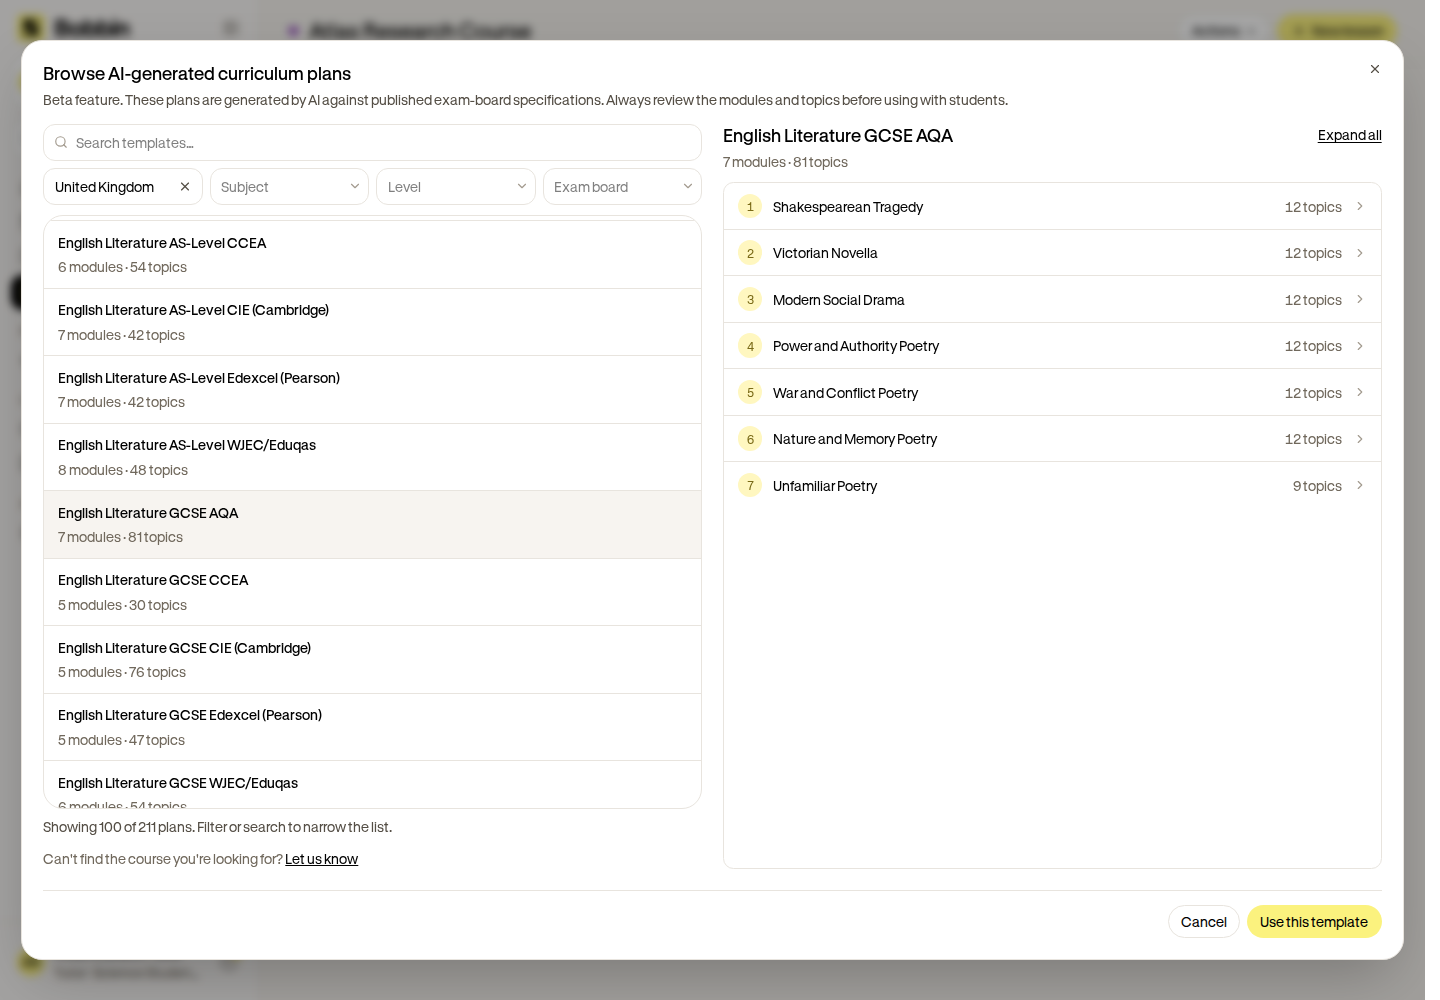 Browse AI-generated curriculum plans
Beta feature. These plans are generated by AI against published exam-board specifications. Always review the modules and topics before using with students.
Search templates...
United Kingdom
Subject
Level
Exam board
English Literature AS-Level CCEA
6 modules · 54 topics
English Literature AS-Level CIE (Cambridge)
7 modules · 42 topics
English Literature AS-Level Edexcel (Pearson)
7 modules · 42 topics
English Literature AS-Level WJEC/Eduqas
8 modules · 48 topics
English Literature GCSE AQA
7 modules · 81 topics
English Literature GCSE CCEA
5 modules · 30 topics
English Literature GCSE CIE (Cambridge)
5 modules · 76 topics
English Literature GCSE Edexcel (Pearson)
5 modules · 47 topics
English Literature GCSE WJEC/Eduqas
6 modules · 54 topics
Showing 100 of 211 plans. Filter or search to narrow the list.
Can't find the course you're looking for? Let us know
English Literature GCSE AQA
Expand all
7 modules · 81 topics
1 Shakespearean Tragedy 12 topics
2 Victorian Novella 12 topics
3 Modern Social Drama 12 topics
4 Power and Authority Poetry 12 topics
5 War and Conflict Poetry 12 topics
6 Nature and Memory Poetry 12 topics
7 Unfamiliar Poetry 9 topics
Cancel
Use this template
Bobbin
Atlas Research Course
Actions